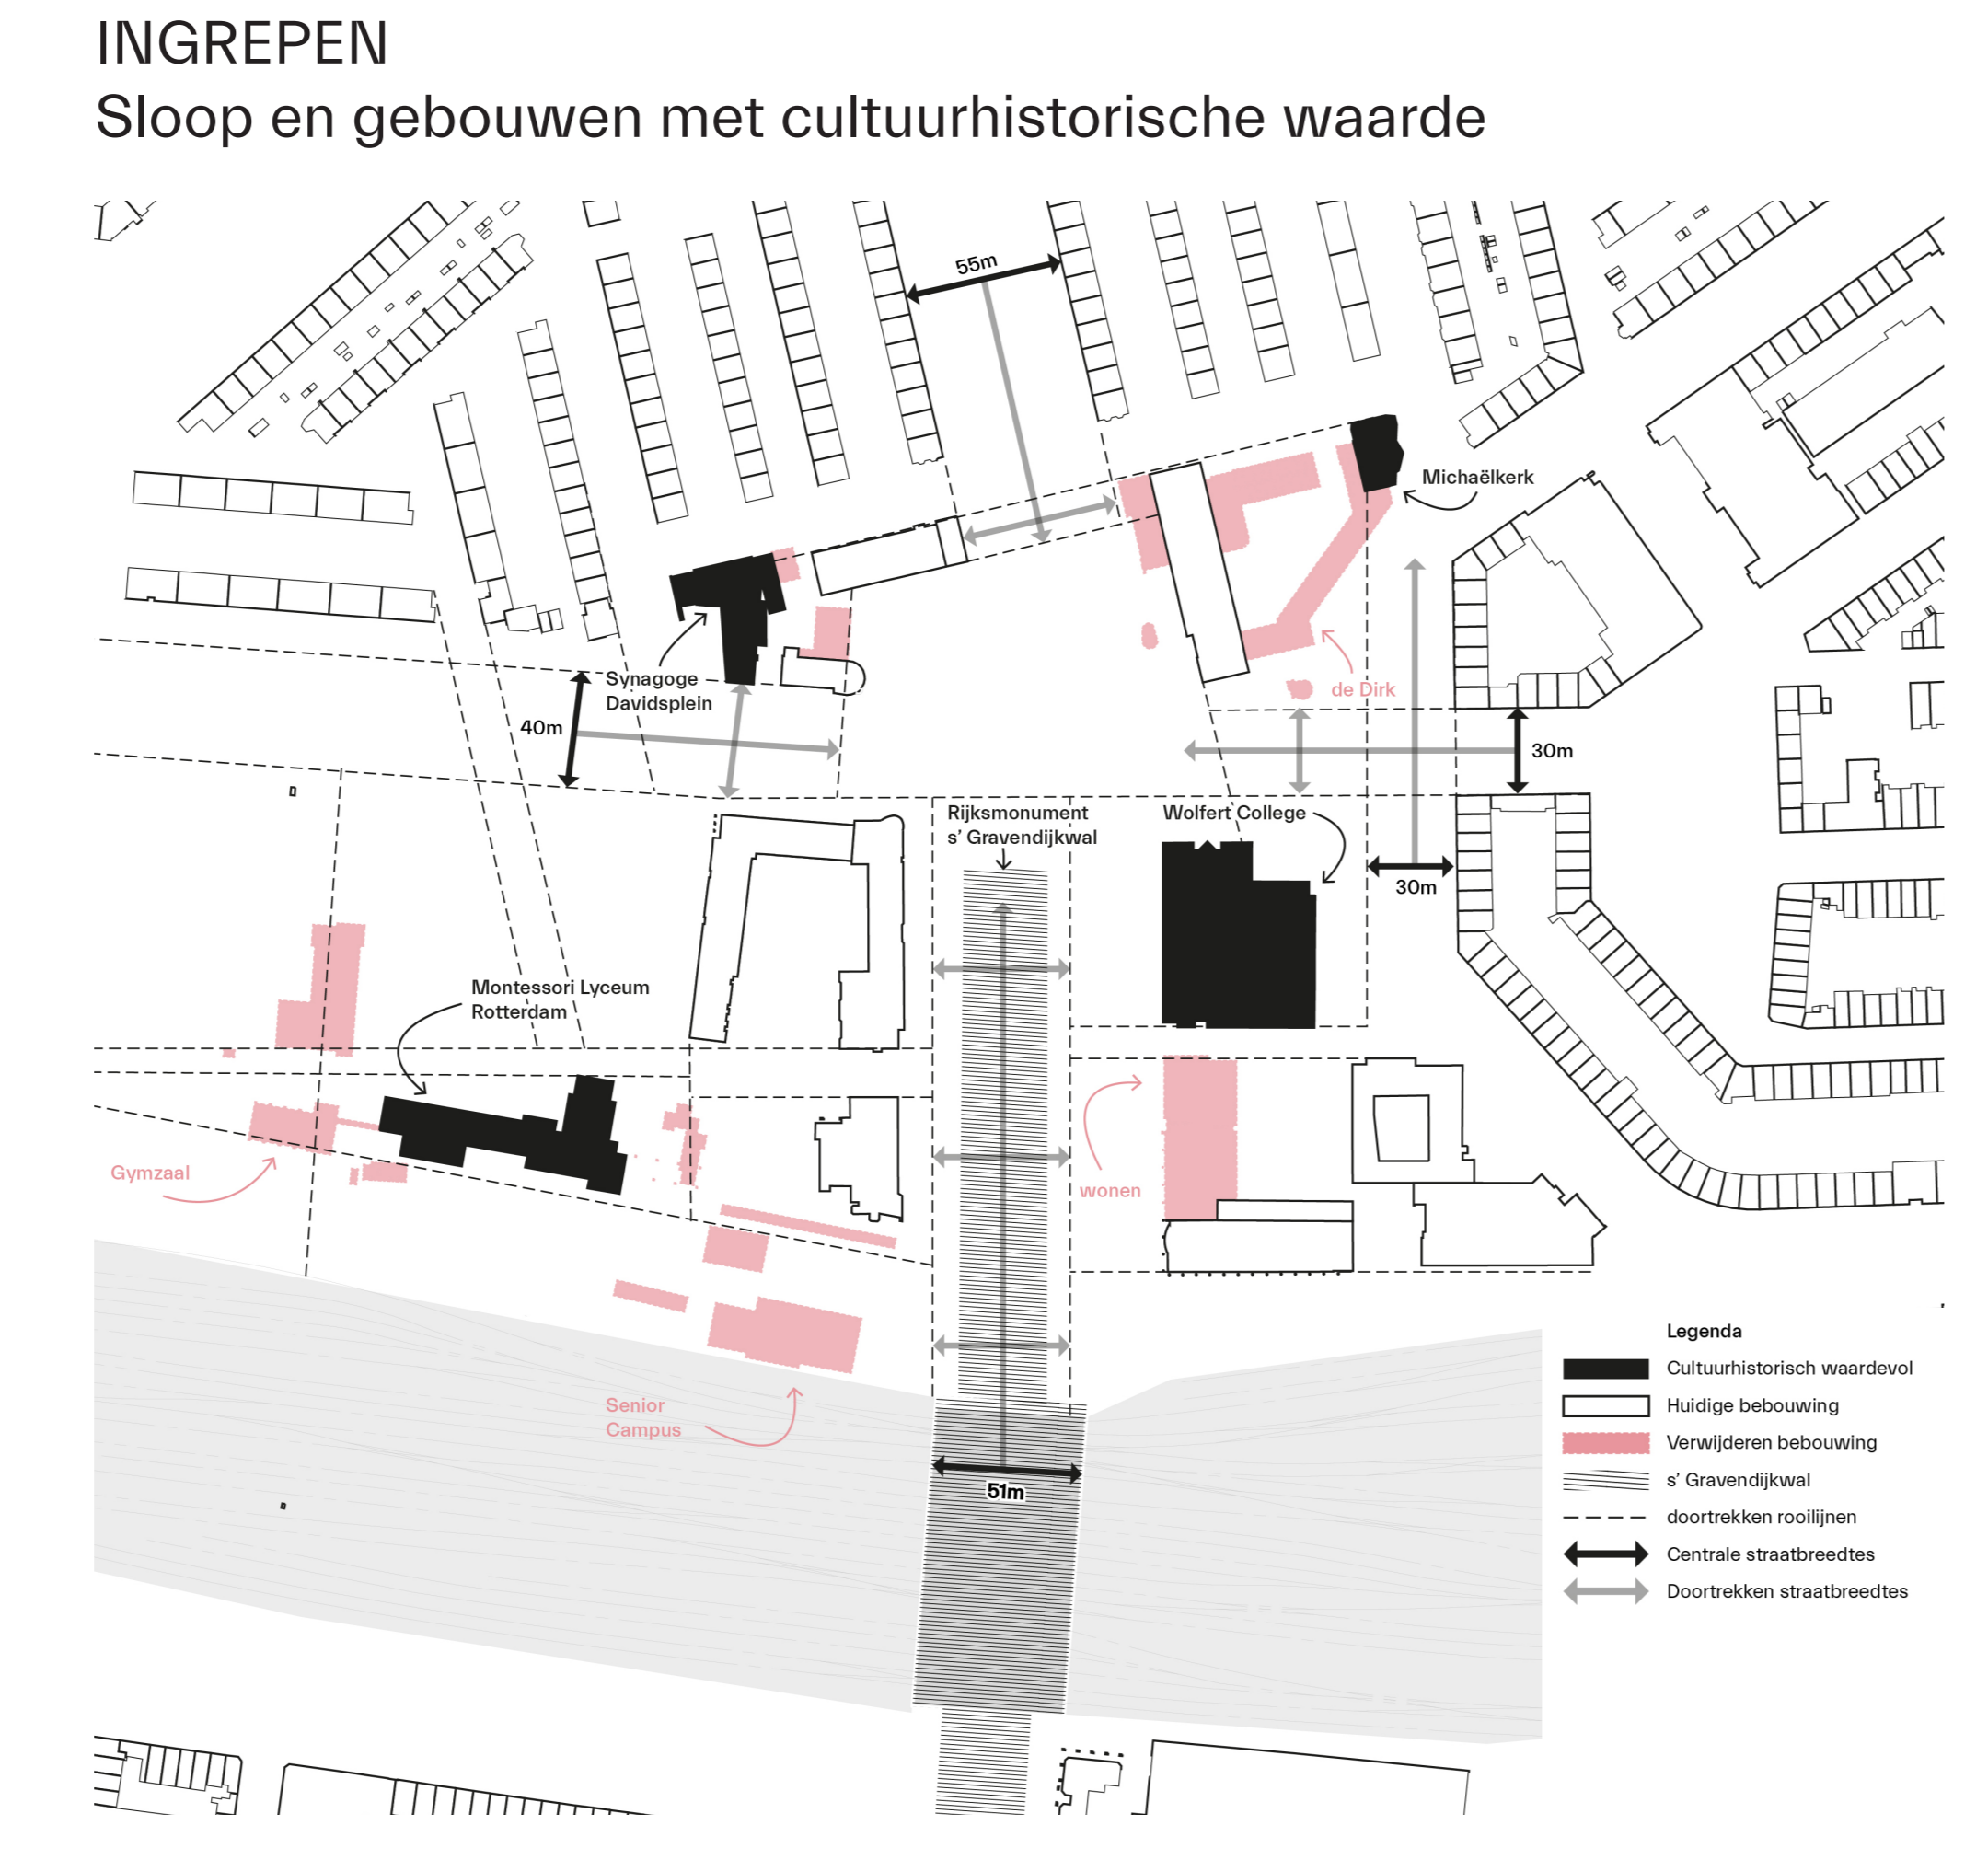 INGREPEN
Sloop en gebouwen met cultuurhistorische waarde
55m
Michaëlkerk
Synagoge
Davidsplein
de Dirk
40m
30m
Rijksmonument
s' Gravendijkwal
Wolfert College
30m
Montessori Lyceum
Rotterdam
Gymzaal
wonen
Senior
Campus
51m
Legenda
Cultuurhistorisch waardevol
Huidige bebouwing
Verwijderen bebouwing
s' Gravendijkwal
doortrekken rooilijnen
Centrale straatbreedtes
Doortrekken straatbreedtes